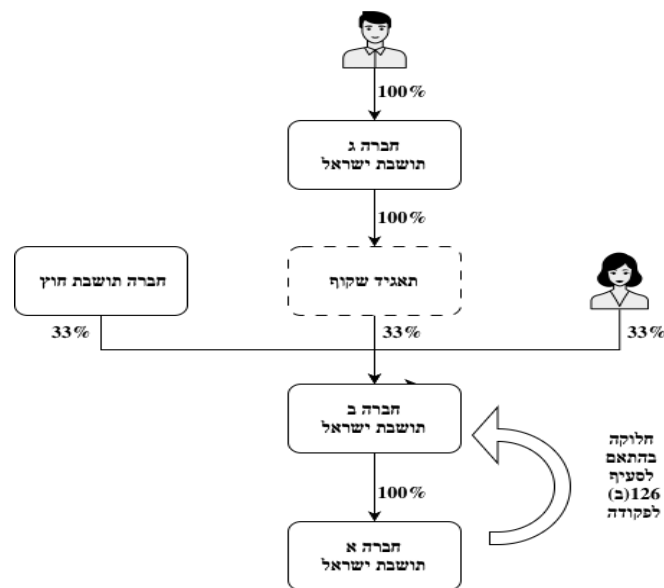 100%
חברה ג
תושבת ישראל
100%
חברה תושבת חוץ
תאגיד שקוף
33%
33%
33%
חברה ב
תושבת ישראל
100%
חברה א
תושבת ישראל
חלוקה
בהתאם
לסעיף
126(ב)
לפקודה